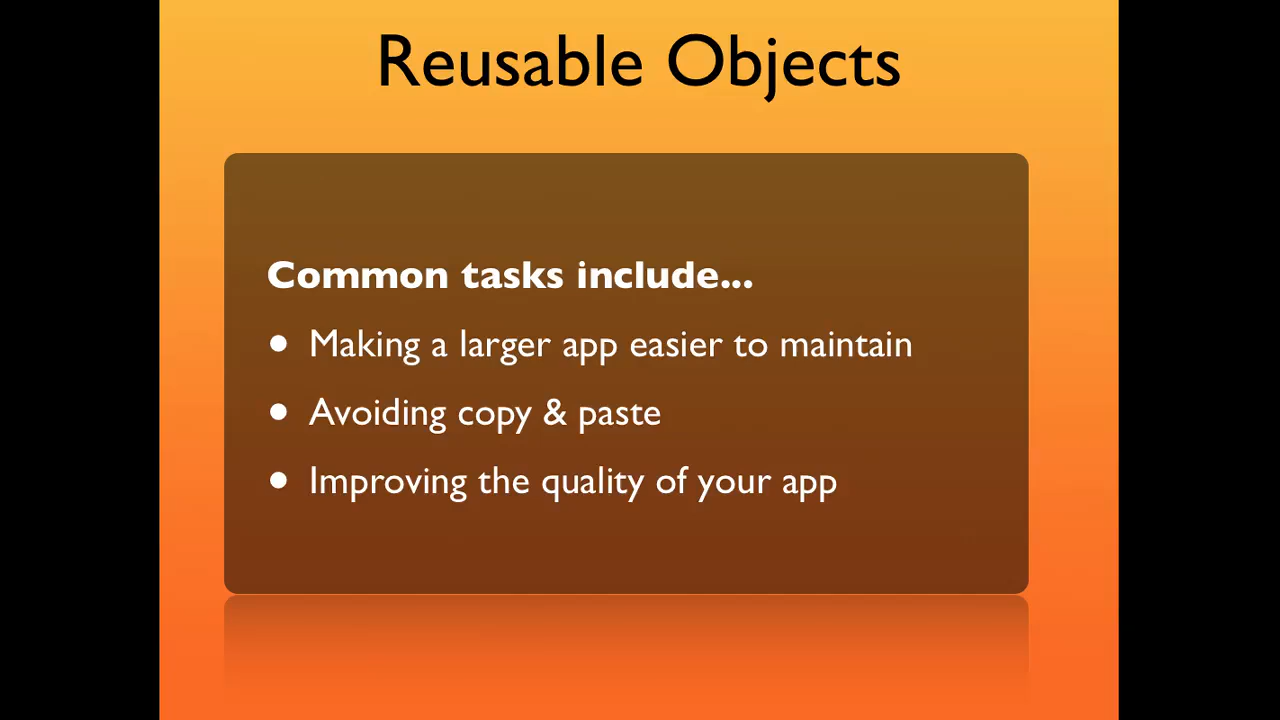 Reusable Objects
Common tasks include...
• Making a larger app easier to maintain
• Avoiding copy & paste
• Improving the quality of your app